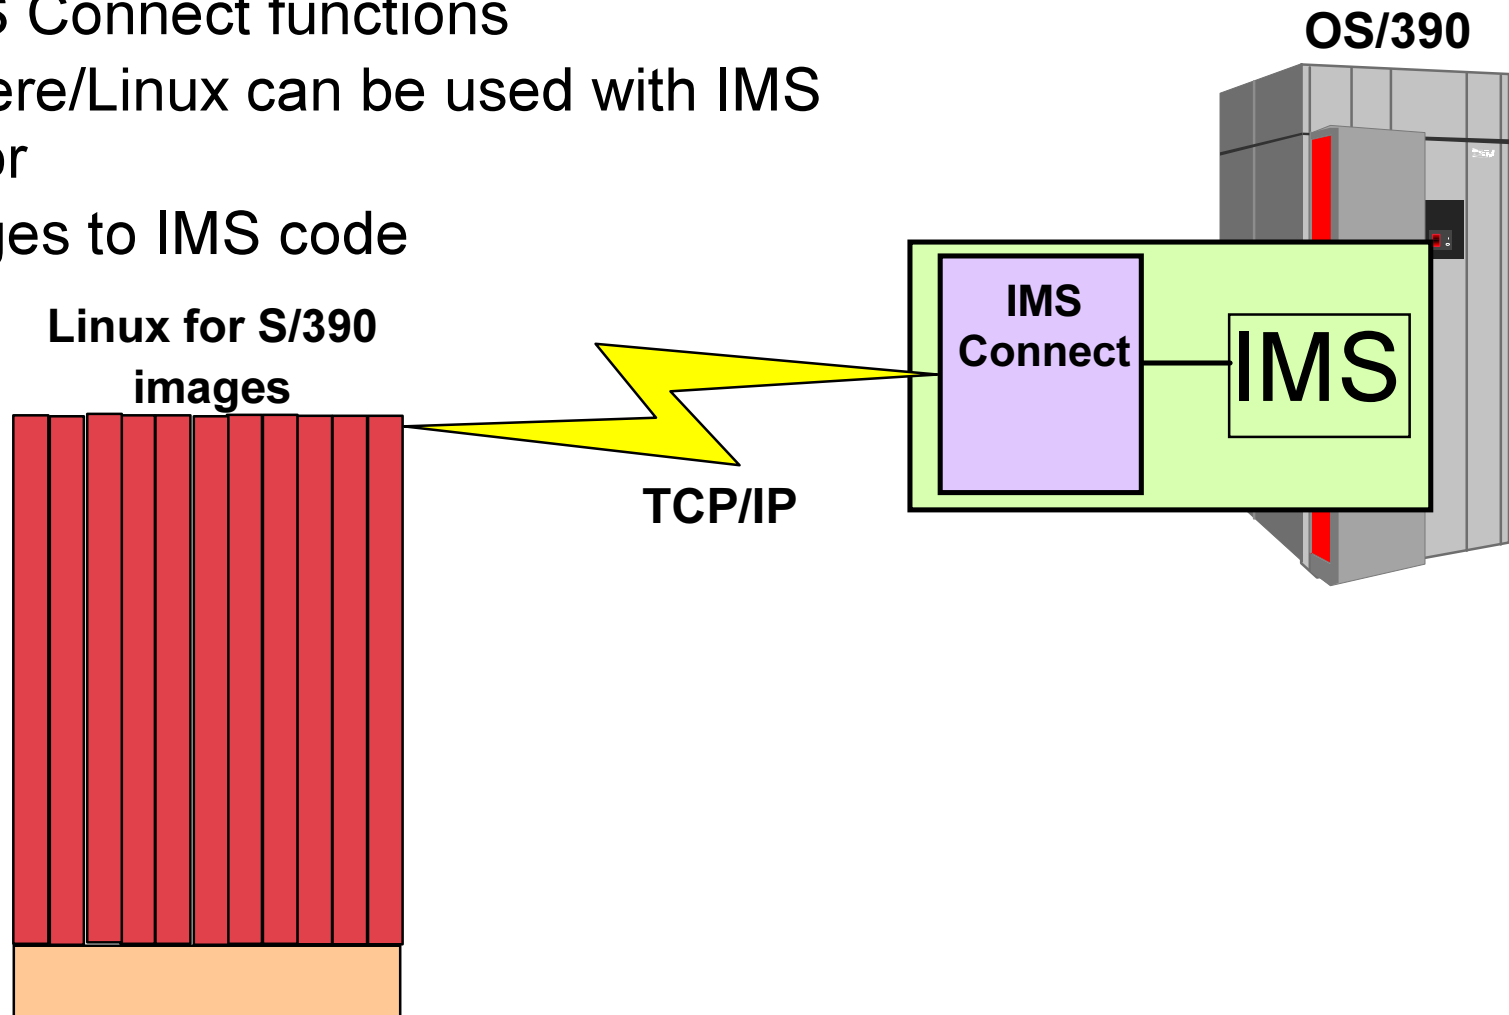 Connect functions
ere/Linux can be used with IMS
or
ges to IMS code
OS/390
Linux for S/390
images
IMS
Connect
IMS
TCP/IP